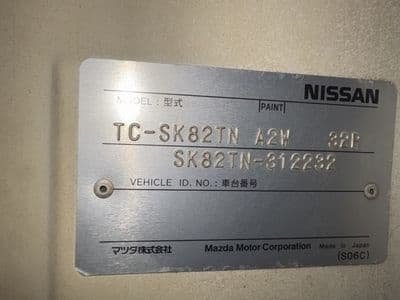 NISSAN
MODEL : 型式 PAINT
TC-SK82TN A2W 32P
SK82TN-312232
VEHICLE ID. NO. : 車台番号
マツダ株式会社 Mazda Motor Corporation Made in Japan
(S06C)